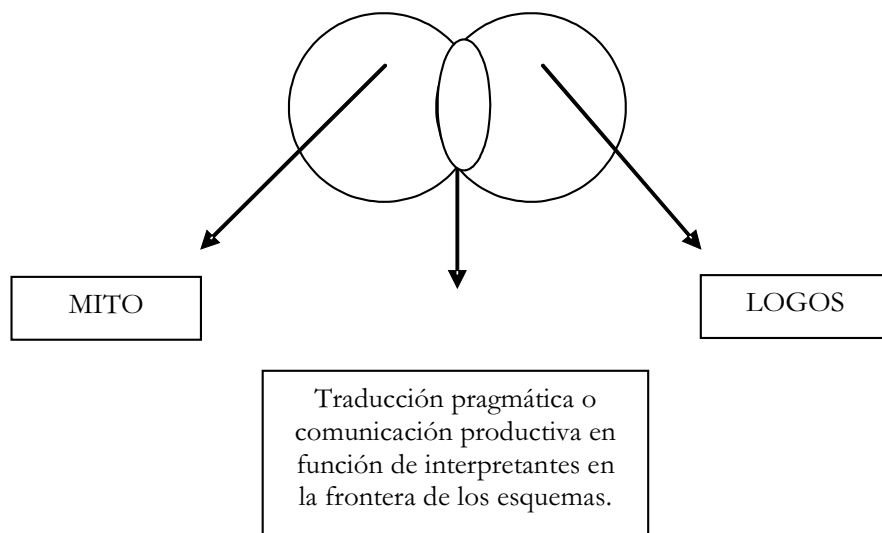 MITO
LOGOS
Traducción pragmática o
comunicación productiva en
función de interpretantes en
la frontera de los esquemas.